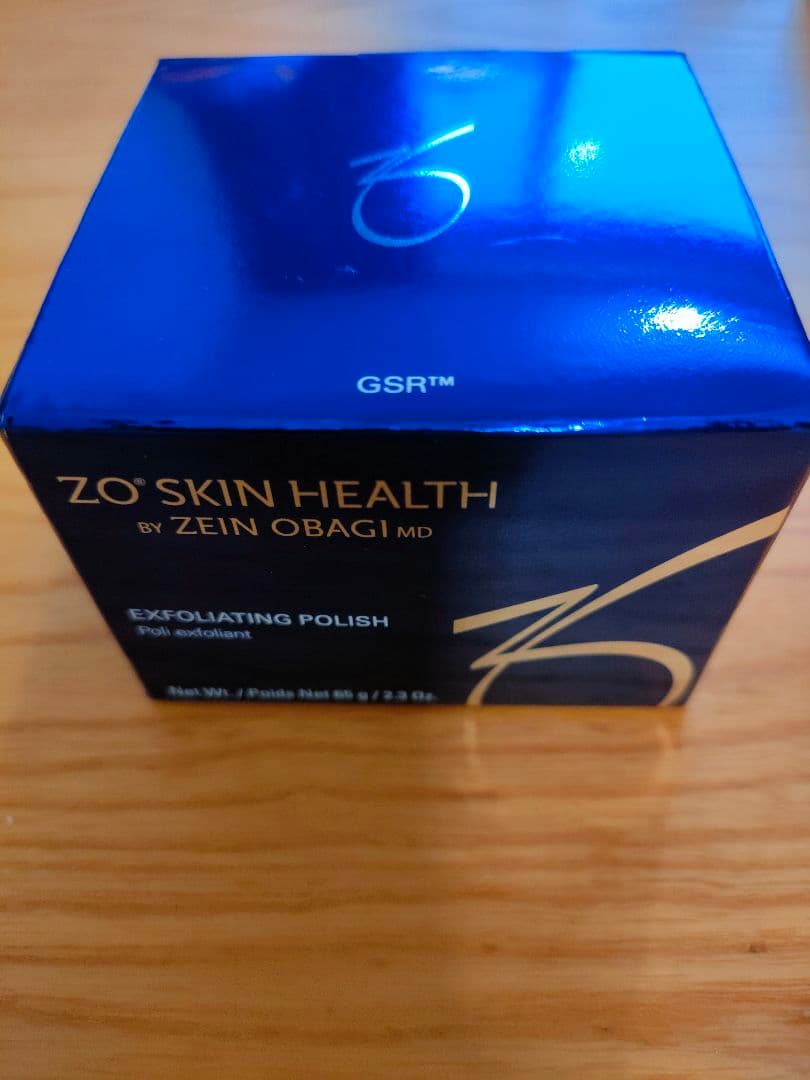 GSR™
ZO® SKIN HEALTH
BY ZEIN OBAGI MD
EXFOLIATING POLISH
Poli exfoliant
Net Wt. / Poids Net 65 g / 2.3 Oz.